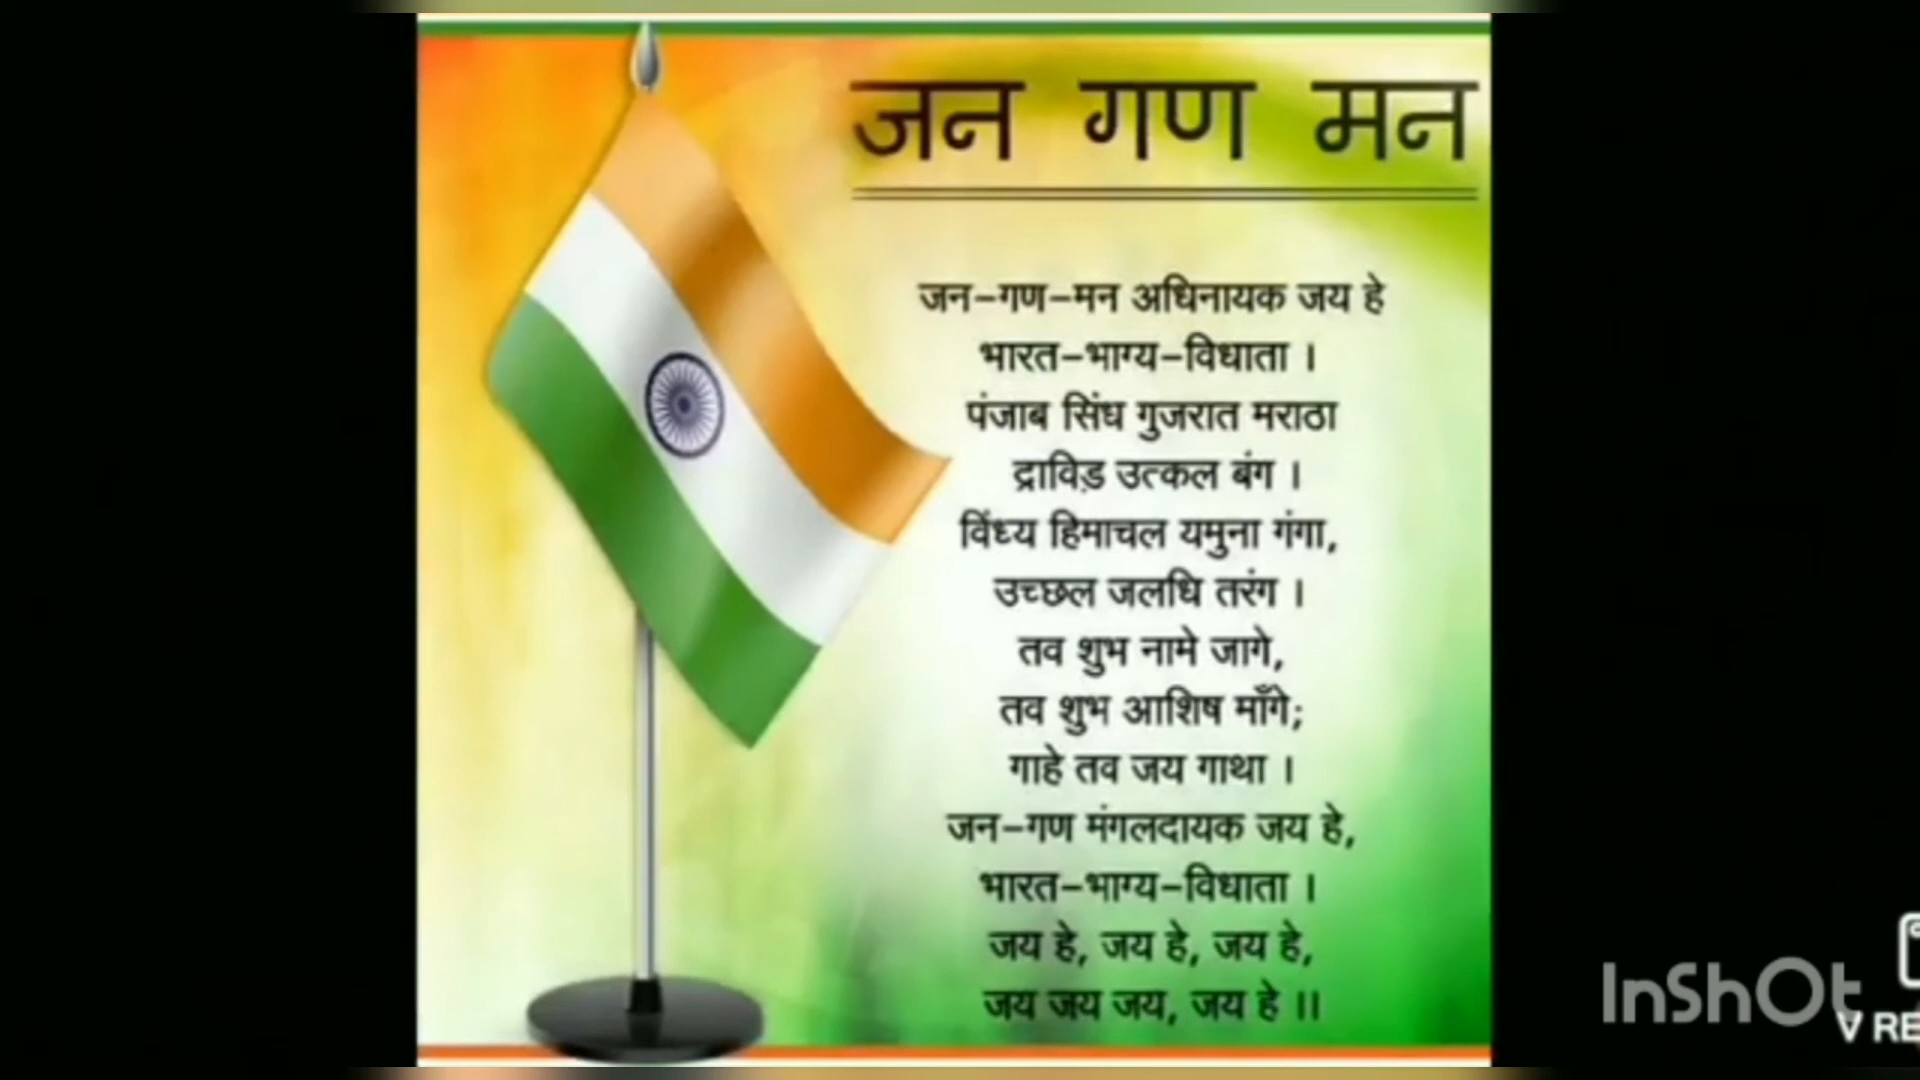 जन गण मन
जन-गण-मन अधिनायक जय हे
भारत-भाग्य-विधाता ।
पंजाब सिंध गुजरात मराठा
द्राविड़ उत्कल बंग ।
विंध्य हिमाचल यमुना गंगा,
उच्छल जलधि तरंग ।
तव शुभ नामे जागे,
तव शुभ आशिष माँगे;
गाहे तव जय गाथा ।
जन-गण मंगलदायक जय हे,
भारत-भाग्य-विधाता ।
जय हे, जय हे, जय हे,
जय जय जय, जय हे ।।
InShOt
V RE